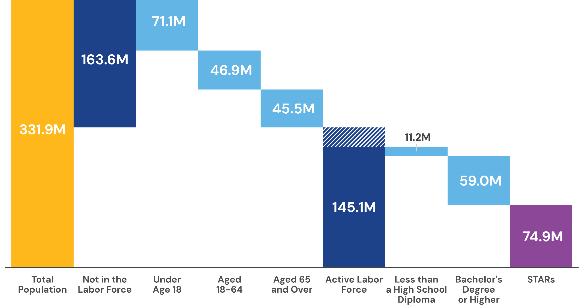 71.1M
163.6M
46.9M
45.5M
331.9M
11.2M
145.1M
59.0M
74.9M
Total
Population
Not in the
Labor Force
Under
Age 18
Aged
18-64
Aged 65
and Over
Active Labor
Force
Less than
a High School
Diploma
Bachelor's
Degree
or Higher
STARs